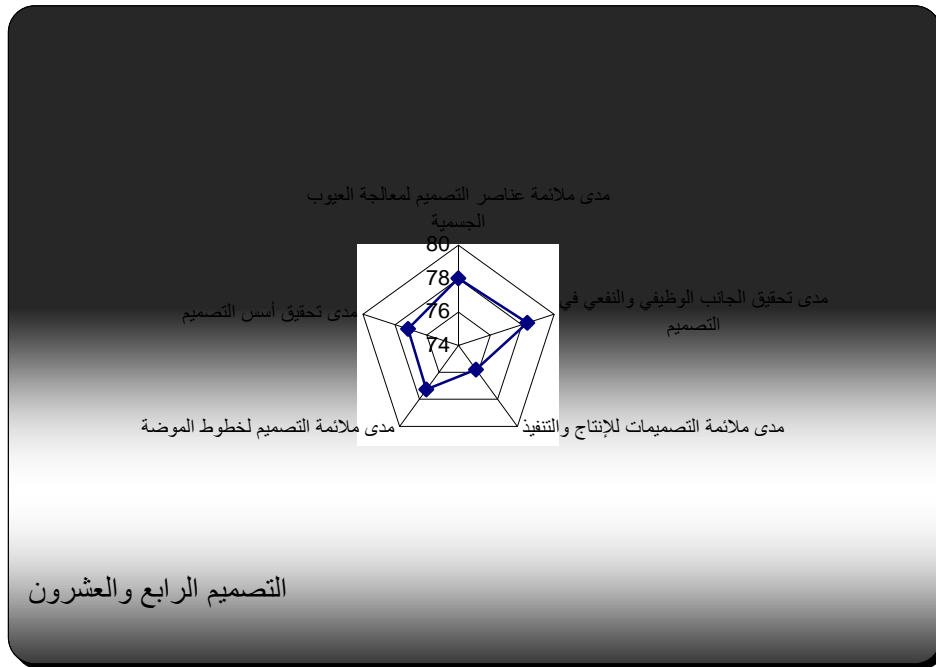 مدى ملائمة عناصر التصميم لمعالجة العيوب
الجسمية
80
78
76
74
مدى تحقيق الجانب الوظيفي والنفعي في
التصميم
مدى تحقيق أسس التصميم
مدى ملائمة التصميمات للإنتاج والتنفيذ
مدى ملائمة التصميم لخطوط الموضة
التصميم الرابع والعشرون